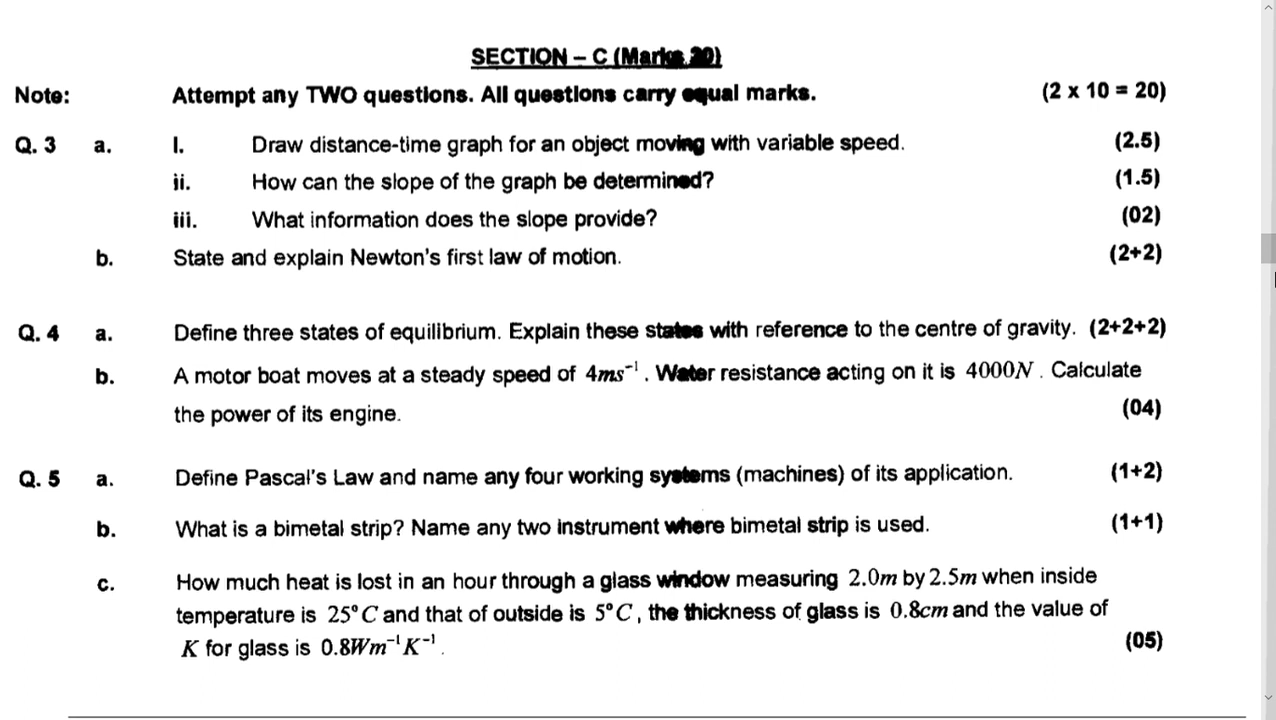 SECTION – C (Marks 20)
Note: Attempt any TWO questions. All questions carry equal marks. (2 x 10 = 20)
Q. 3 a. I. Draw distance-time graph for an object moving with variable speed. (2.5)
ii. How can the slope of the graph be determined? (1.5)
iii. What information does the slope provide? (02)
b. State and explain Newton's first law of motion. (2+2)
Q. 4 a. Define three states of equilibrium. Explain these states with reference to the centre of gravity. (2+2+2)
b. A motor boat moves at a steady speed of 4ms⁻¹. Water resistance acting on it is 4000N. Calculate
the power of its engine. (04)
Q. 5 a. Define Pascal's Law and name any four working systems (machines) of its application. (1+2)
b. What is a bimetal strip? Name any two instrument where bimetal strip is used. (1+1)
c. How much heat is lost in an hour through a glass window measuring 2.0m by 2.5m when inside
temperature is 25°C and that of outside is 5°C, the thickness of glass is 0.8cm and the value of
K for glass is 0.8Wm⁻¹K⁻¹. (05)